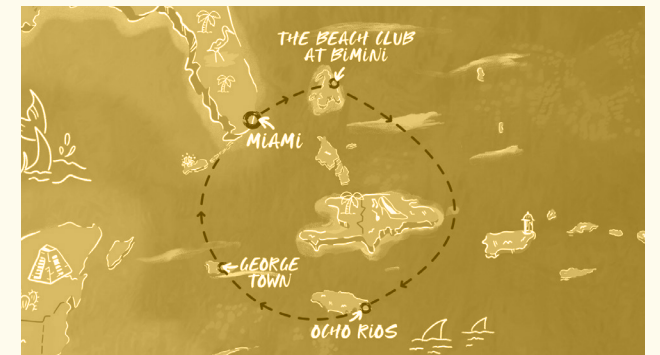 THE BEACH CLUB
AT BIMINI
MIAMI
GEORGE
TOWN
OCHO RIOS